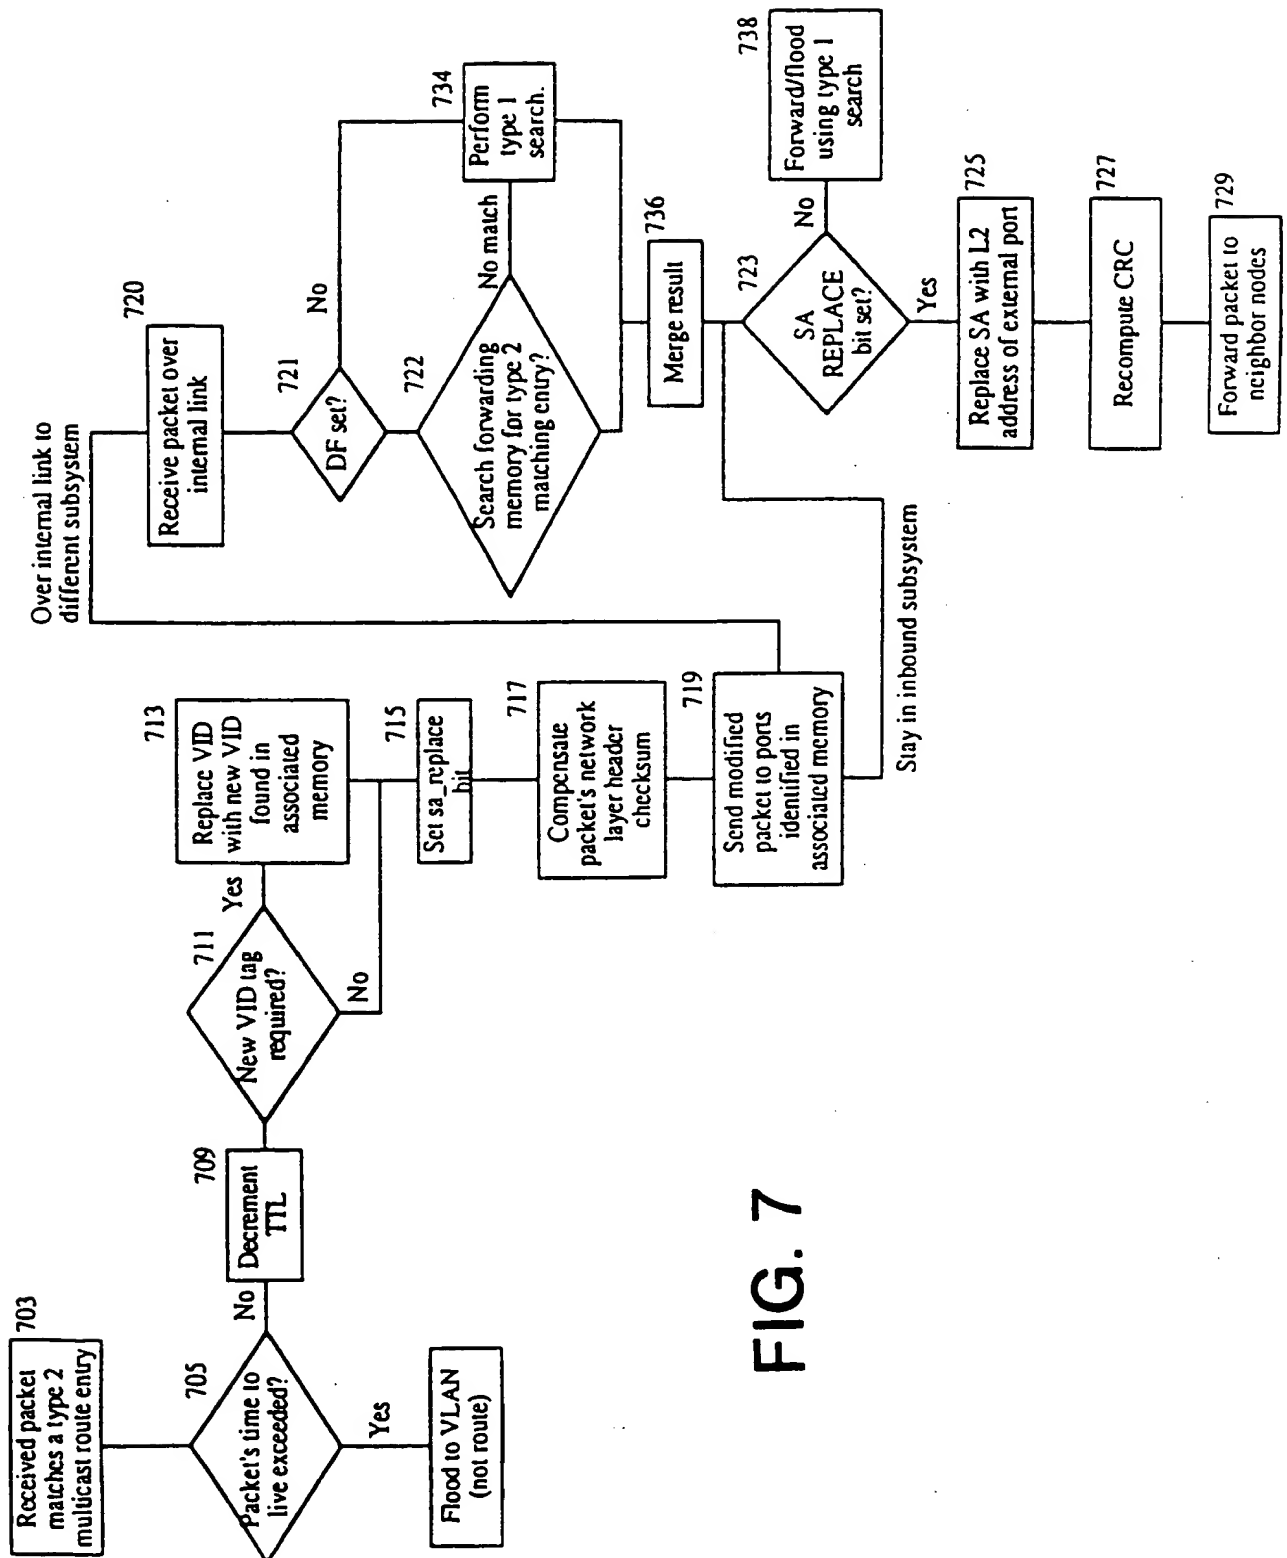 703
Received packet
matches a type 2
multicast route entry
705
Packet's time to
live exceeded?
Yes
Flood to VLAN
(not route)
No
709
Decrement
TTL
711
New VID tag
required?
Yes
No
713
Replace VID
with new VID
found in
associated
memory
715
Set sa_replace
bit
717
Compensate
packet's network
layer header
checksum
719
Send modified
packet to ports
identified in
associated memory
Over internal link to
different subsystem
Stay in inbound subsystem
720
Receive packet over
internal link
721
DF set?
No
722
Search forwarding
memory for type 2
matching entry?
No match
734
Perform
type 1
search.
736
Merge result
723
SA
REPLACE
bit set?
No
738
Forward/flood
using type 1
search
Yes
725
Replace SA with L2
address of external port
727
Recompute CRC
729
Forward packet to
neighbor nodes
FIG. 7